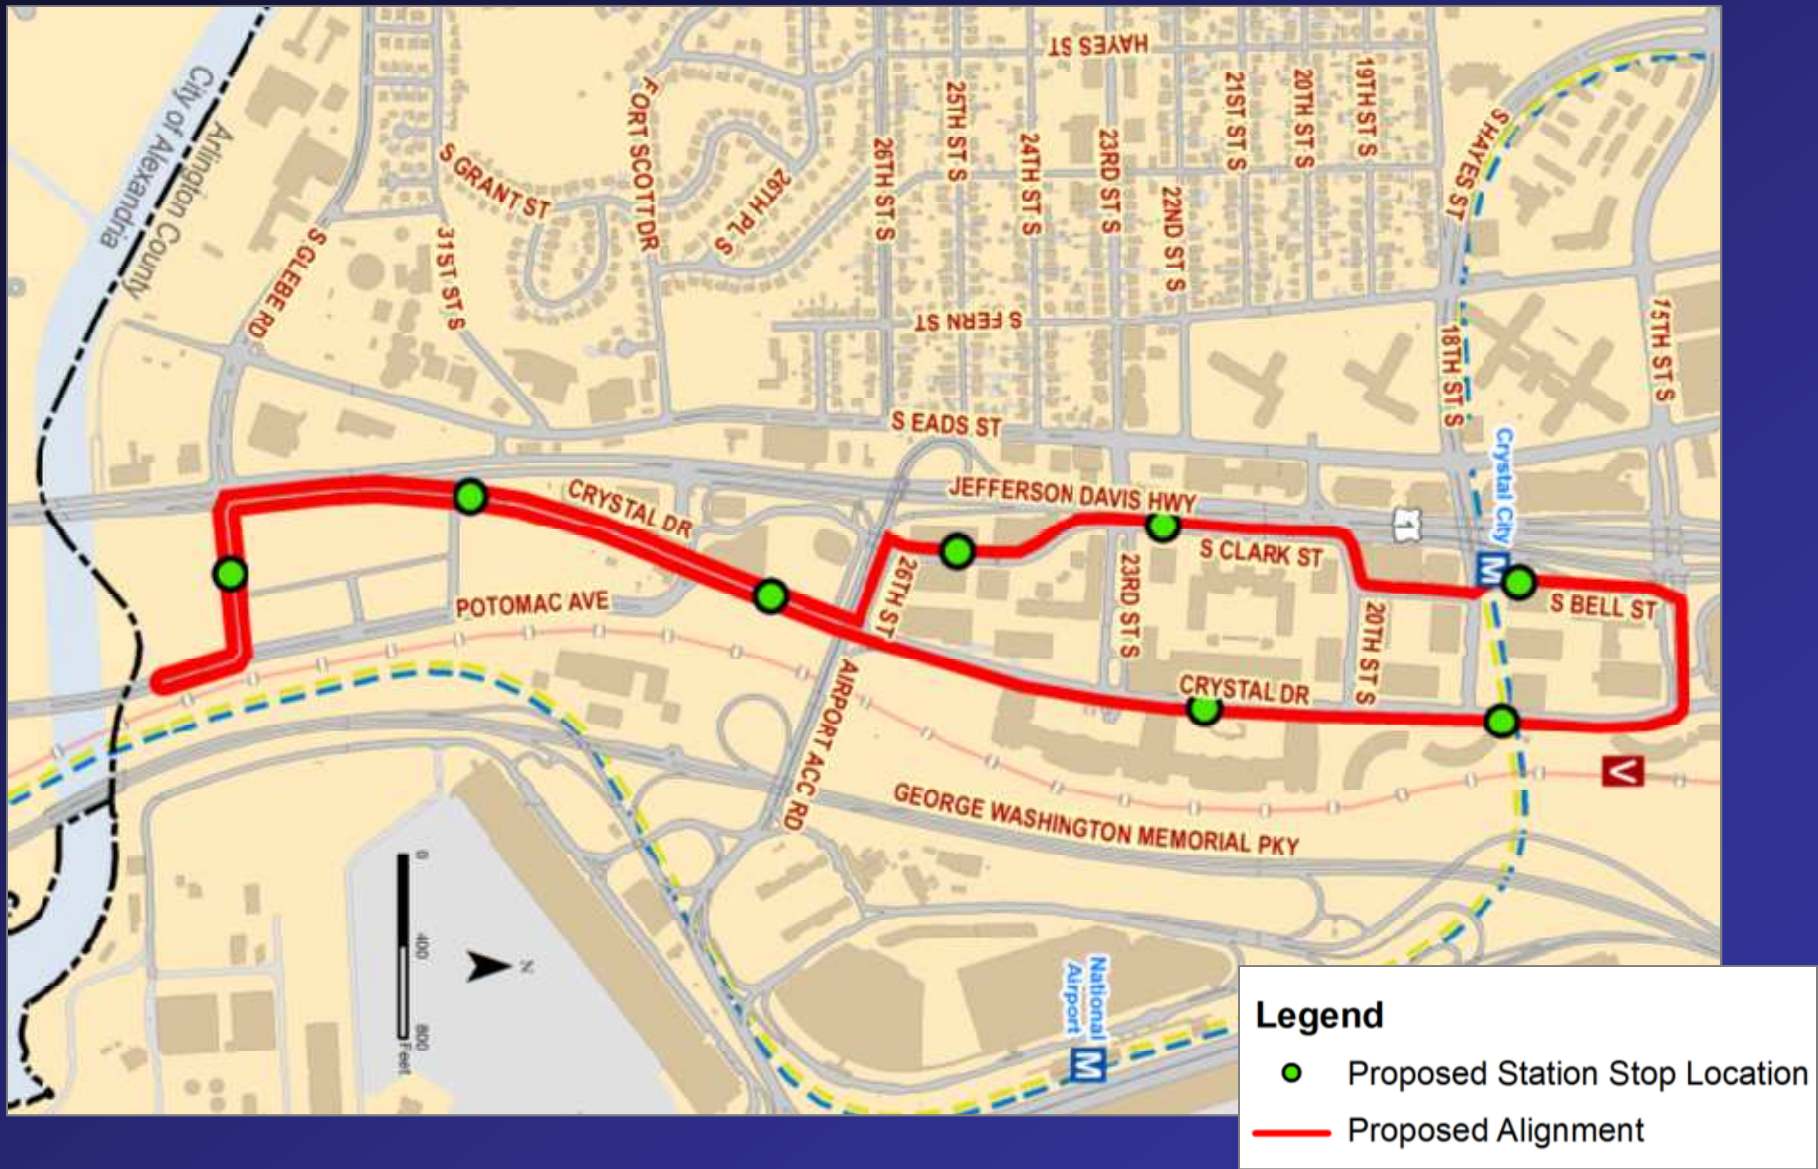 HAYES ST
19TH ST S
20TH ST S
21ST ST S
22ND ST S
23RD ST S
24TH ST S
25TH ST S
26TH ST S
26TH PL S
FORT SCOTT DR
S GRANT ST
31ST ST S
S GLEBE RD
City of Alexandria
Arlington County
S HAYES ST
18TH ST S
15TH ST S
S FERN ST
S EADS ST
JEFFERSON DAVIS HWY
1
Crystal City
M
CRYSTAL DR
POTOMAC AVE
26TH ST
23RD ST S
S CLARK ST
20TH ST S
S BELL ST
CRYSTAL DR
AIRPORT ACC RD
GEORGE WASHINGTON MEMORIAL PKY
V
National
Airport
M
N
0
400
800
Feet
Legend
Proposed Station Stop Location
Proposed Alignment